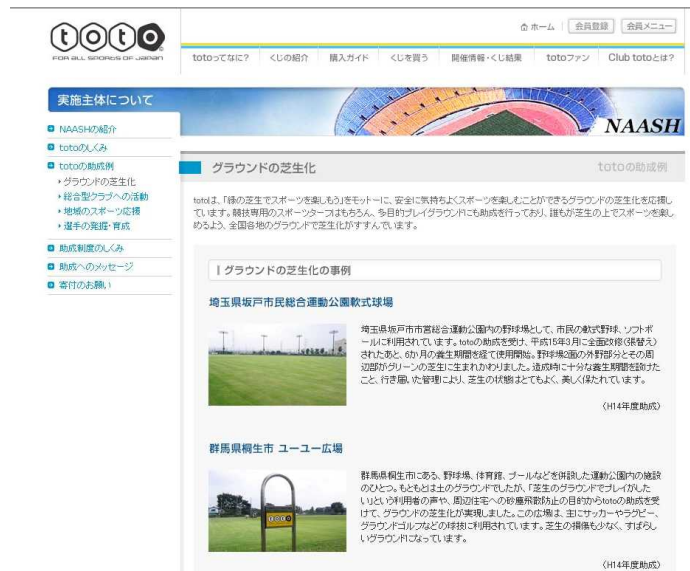 toto
FOR ALL SPORTS OF JAPAN
ホーム | 会員登録 会員メニュー
totoってなに? くじの紹介 購入ガイド くじを買う 開催情報・くじ結果 totoファン Club totoとは?
実施主体について
NAASH
NAASHの紹介
totoのしくみ
totoの助成例
グラウンドの芝生化
総合型クラブへの活動
地域のスポーツ応援
選手の発掘・育成
助成制度のしくみ
助成へのメッセージ
寄付のお願い
グラウンドの芝生化 totoの助成例
totoは、「緑の芝生でスポーツを楽しもう」をモットーに、安全に気持ちよくスポーツを楽しむことができるグラウンドの芝生化を応援し
ています。競技専用のスポーツターフはもちろん、多目的プレイグラウンドにも助成を行っており、誰もが芝生の上でスポーツを楽し
めるよう、全国各地のグラウンドで芝生化がすすんでいます。
グラウンドの芝生化の事例
埼玉県坂戸市民総合運動公園軟式球場
埼玉県坂戸市市営総合運動公園内の野球場として、市民の軟式野球、ソフトボ
ールに利用されています。totoの助成を受け、平成15年3月に全面改修(張替え)
されたあと、6か月の養生期間を経て使用開始。野球場2面の外野部分とその周
辺部がグリーンの芝生に生まれかわりました。造成時に十分な養生期間を設けた
こと、行き届いた管理により、芝生の状態はとてもよく、美しく保たれています。
(H14年度助成)
群馬県桐生市 ユーユー広場
群馬県桐生市にある、野球場、体育館、プールなどを併設した運動公園内の施設
のひとつ。もともとは土のグラウンドでしたが、「芝生のグラウンドでプレイがした
い」という利用者の声や、周辺住宅への砂塵飛散防止の目的からtotoの助成を受
けて、グラウンドの芝生化が実現しました。この広場は、主にサッカーやラグビー、
グラウンドゴルフなどの球技に利用されています。芝生の損傷も少なく、すばらし
いグラウンドになっています。
toto
(H14年度助成)